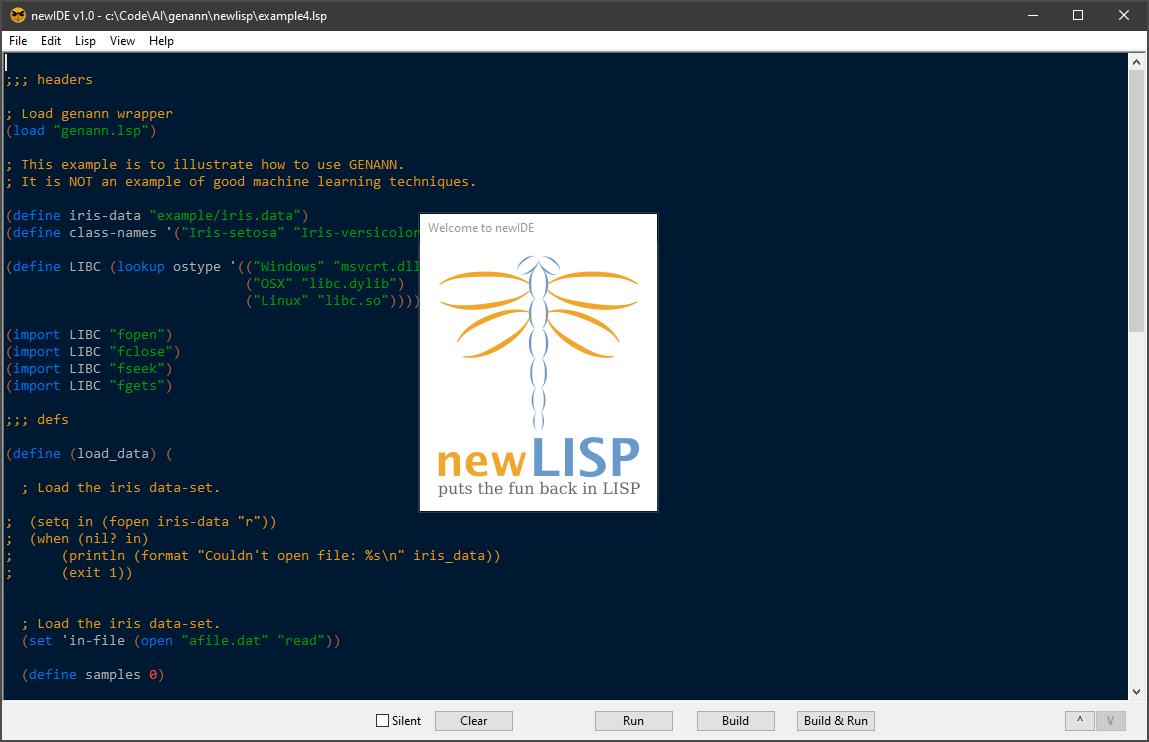 newIDE v1.0 - c:\Code\AI\genann\newlisp\example4.lsp
File Edit Lisp View Help
;;; headers
; Load genann wrapper
(load "genann.lsp")
; This example is to illustrate how to use GENANN.
; It is NOT an example of good machine learning techniques.
(define iris-data "example/iris.data")
(define class-names '("Iris-setosa" "Iris-versicolor
(define LIBC (lookup ostype '(("Windows" "msvcrt.dll
("OSX" "libc.dylib")
("Linux" "libc.so"))))
(import LIBC "fopen")
(import LIBC "fclose")
(import LIBC "fseek")
(import LIBC "fgets")
;;; defs
(define (load_data) (
; Load the iris data-set.
;  (setq in (fopen iris-data "r"))
;  (when (nil? in)
;      (println (format "Couldn't open file: %s\n" iris_data))
;      (exit 1))
; Load the iris data-set.
(set 'in-file (open "afile.dat" "read"))
(define samples 0)
Welcome to newIDE
newLISP
puts the fun back in LISP
Silent Clear Run Build Build & Run ^ V